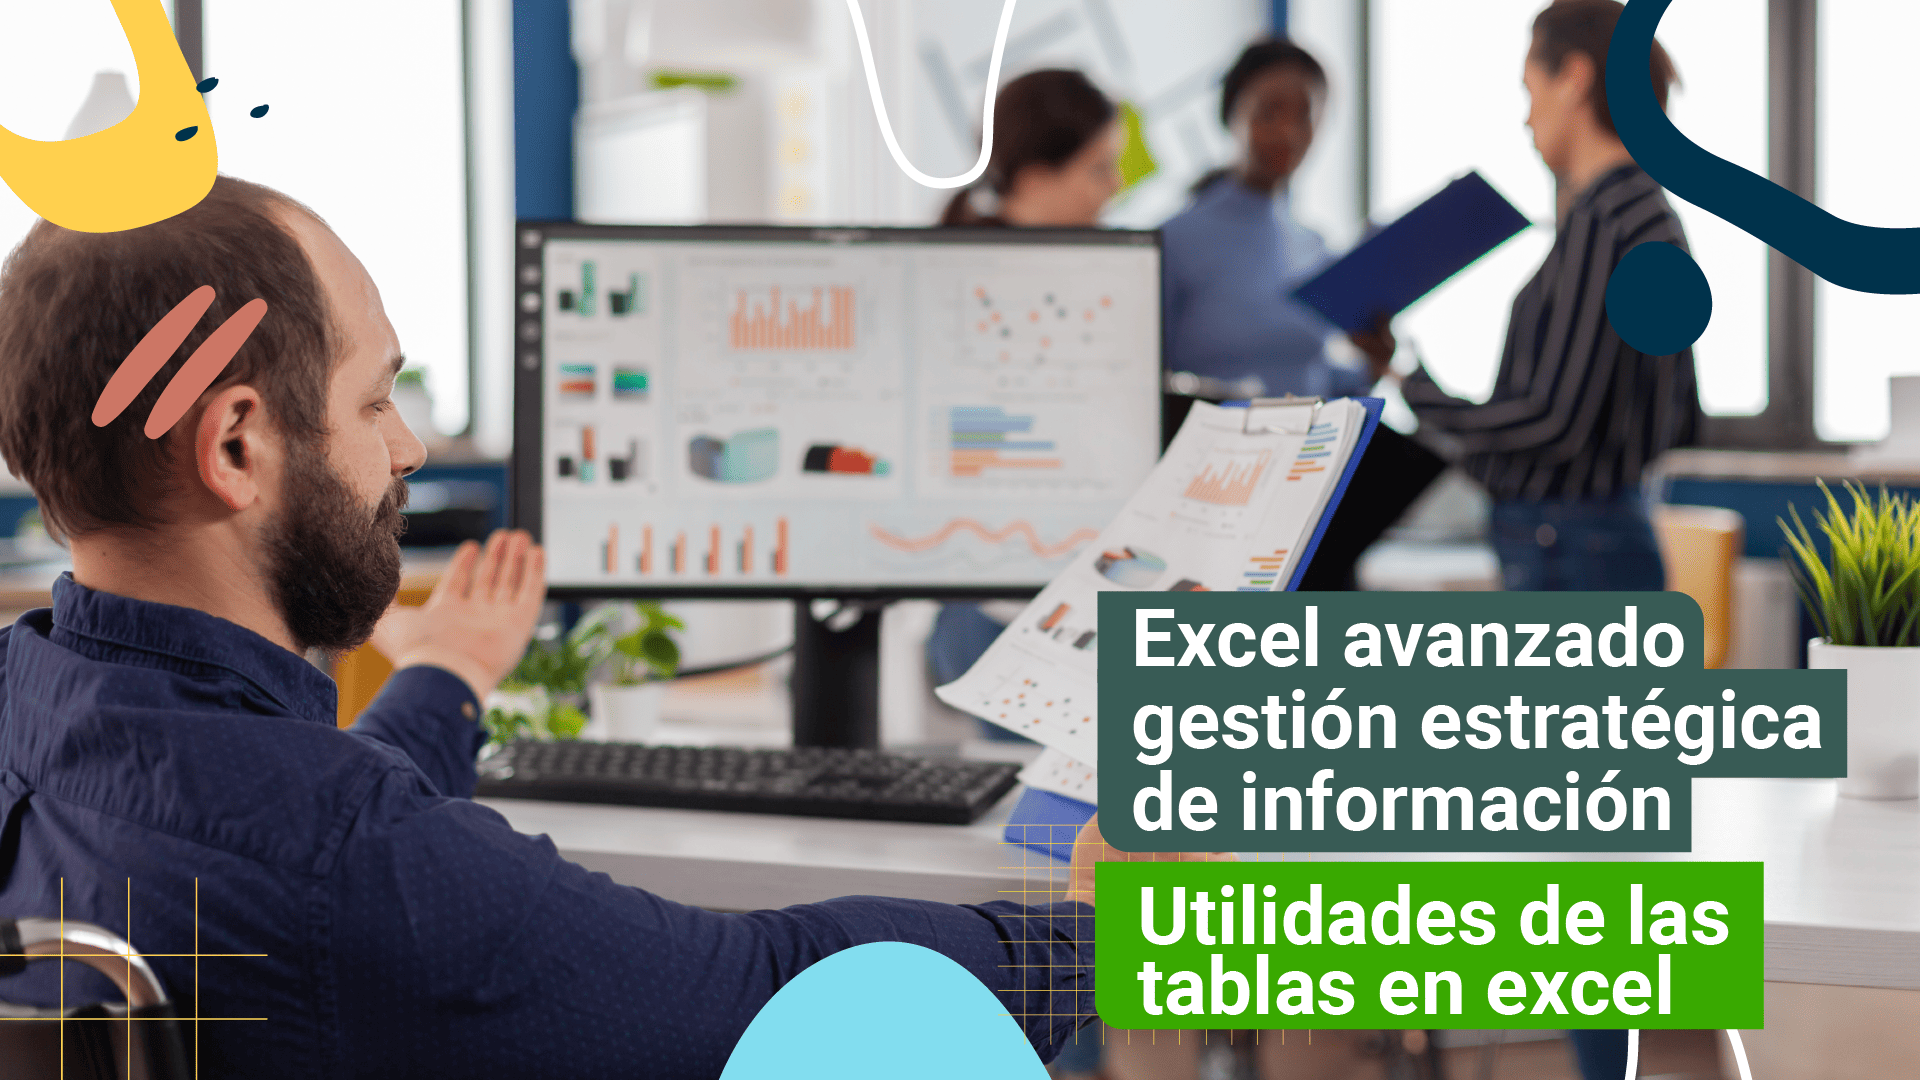 Excel avanzado
gestión estratégica
de información
Utilidades de las
tablas en excel